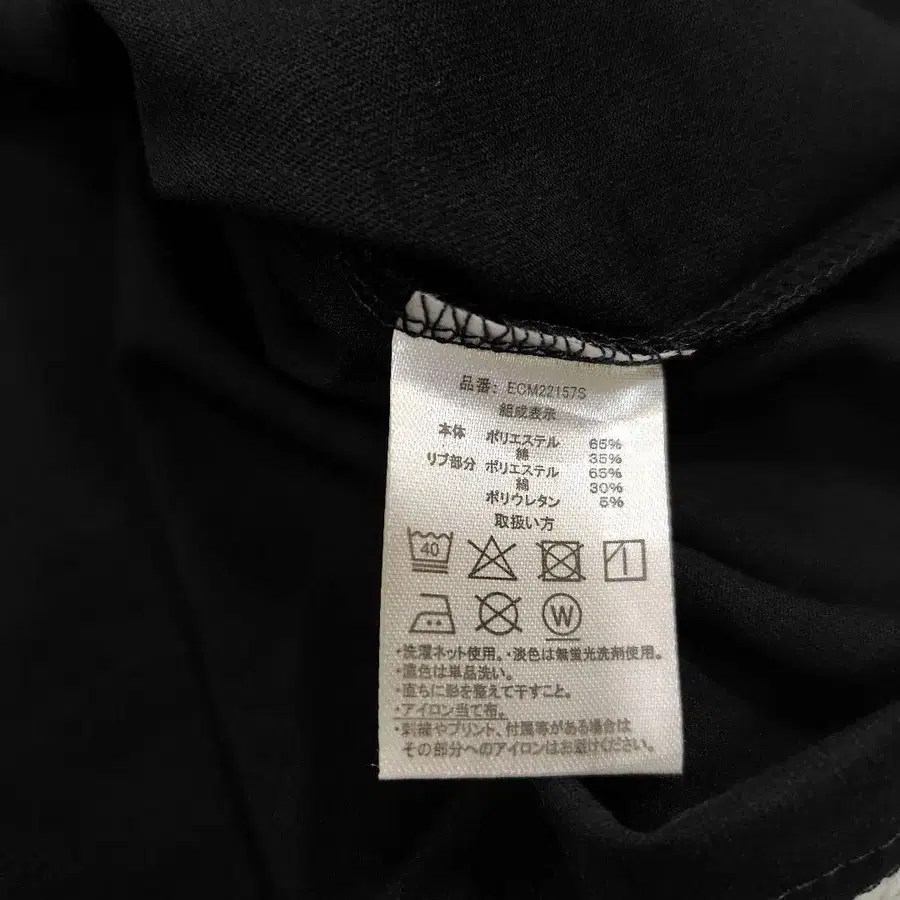 品番: ECM22157S
組成表示
本体 ポリエステル 65%
綿 35%
リブ部分 ポリエステル 65%
綿 30%
ポリウレタン 5%
取扱い方
40
W
・洗濯ネット使用。・淡色は無蛍光洗剤使用。
・濃色は単品洗い。
・直ちに形を整えて干すこと。
・アイロン当て布。
・刺繍やプリント、付属等がある場合は
その部分へのアイロンはお避けください。